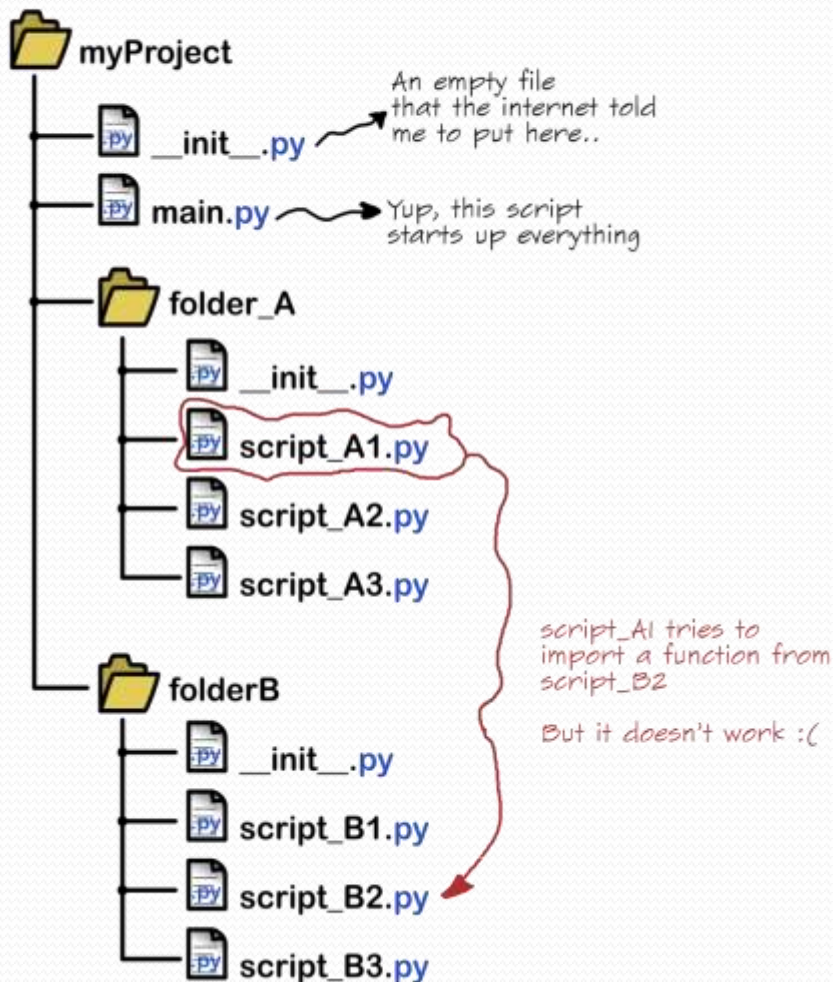 myProject
An empty file
that the internet told
me to put here..
.py __init__.py
.py main.py
Yup, this script
starts up everything
folder_A
.py __init__.py
.py script_A1.py
.py script_A2.py
.py script_A3.py
script_A1 tries to
import a function from
script_B2
But it doesn't work :(
folderB
.py __init__.py
.py script_B1.py
.py script_B2.py
.py script_B3.py